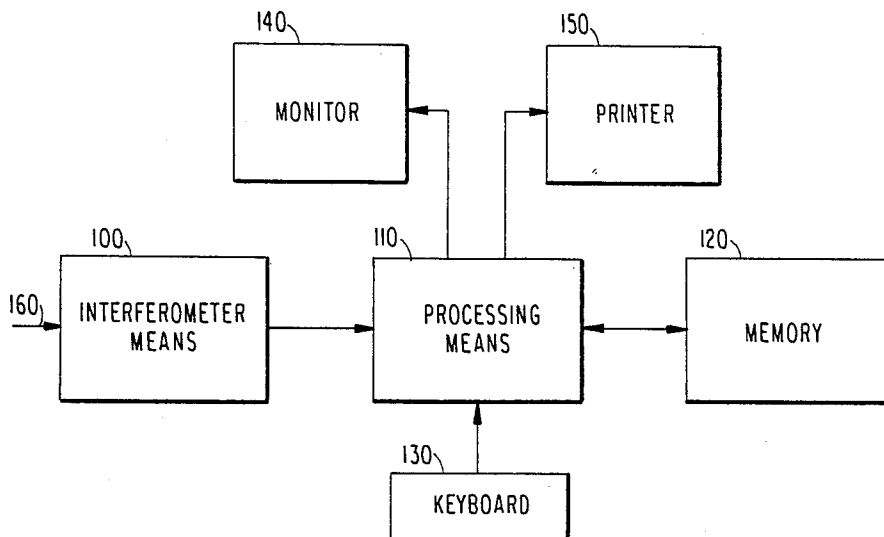 140
MONITOR
150
PRINTER
160
100
INTERFEROMETER
MEANS
110
PROCESSING
MEANS
120
MEMORY
130
KEYBOARD